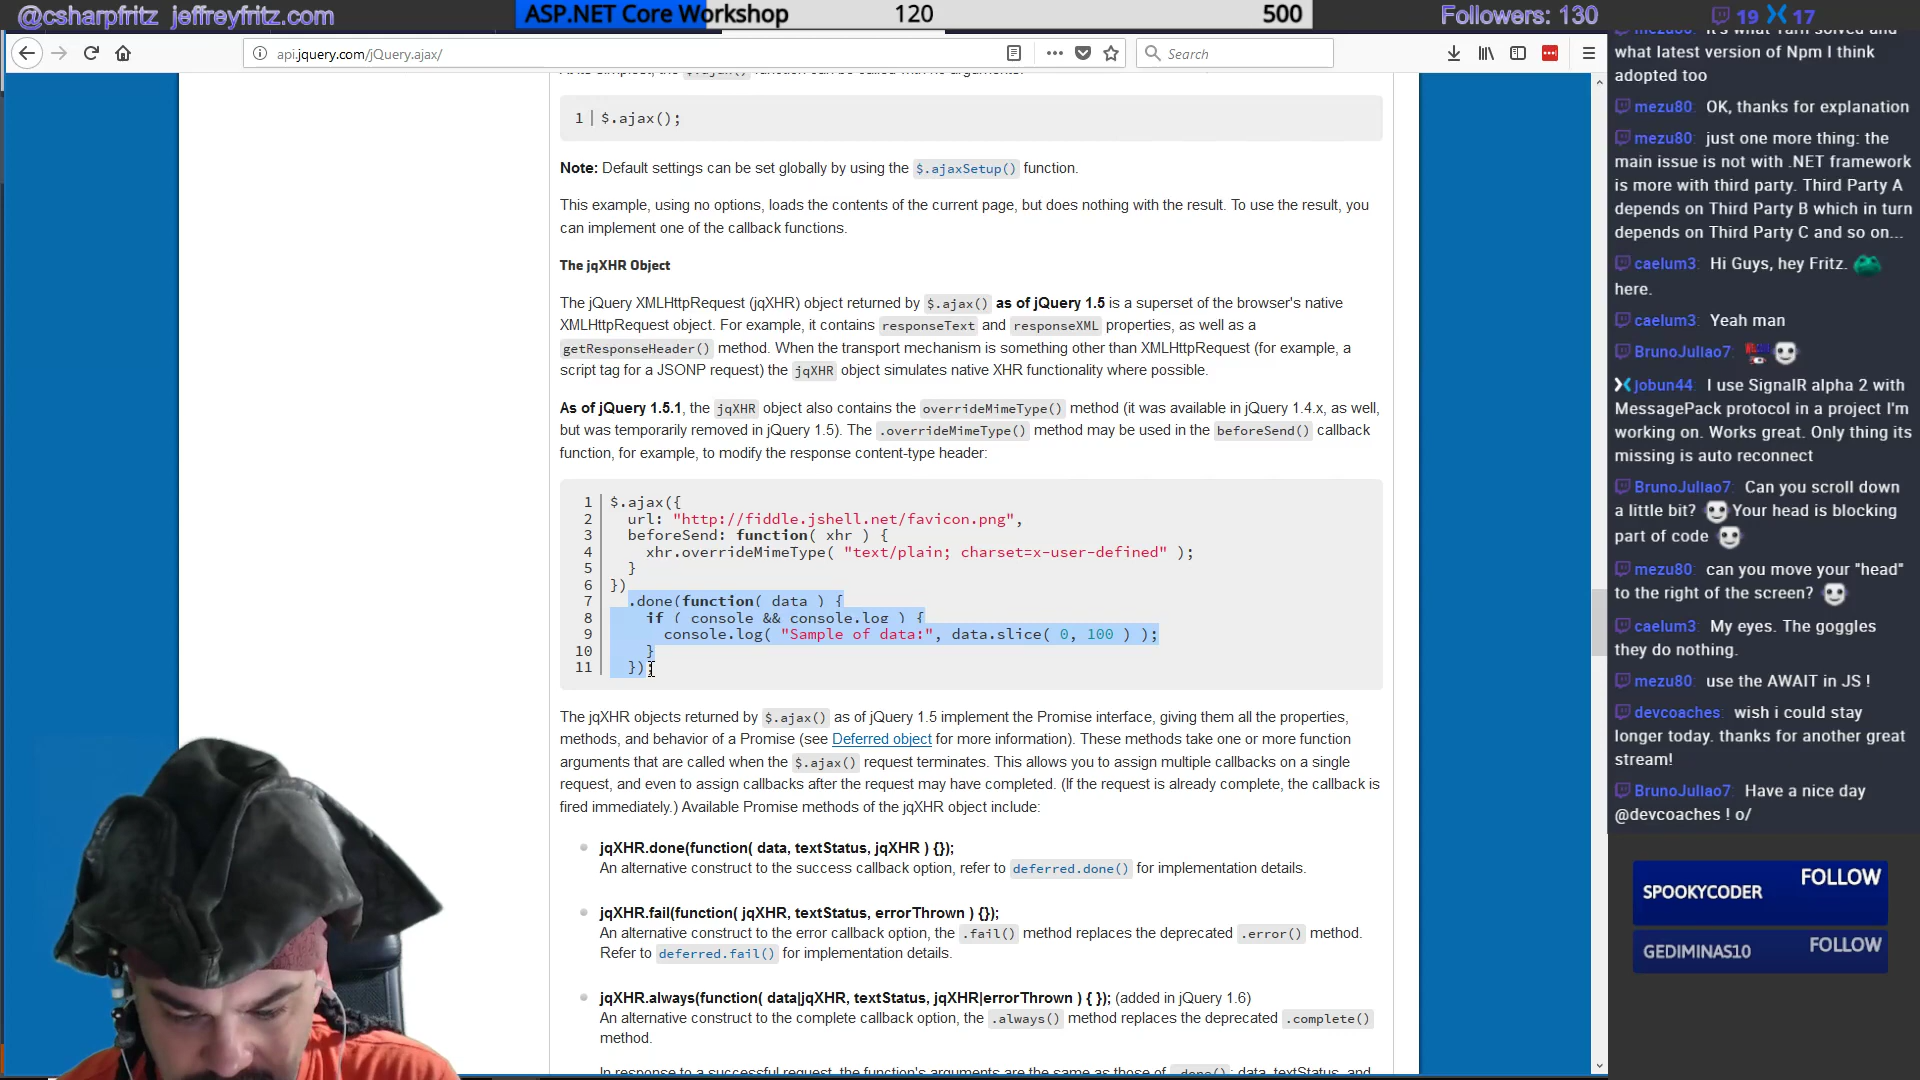 @csharpfritz jeffreyfritz.com
ASP.NET Core Workshop 120 500
Followers: 130
19 17
api.jquery.com/jQuery.ajax/
Search
1 $.ajax();
Note: Default settings can be set globally by using the $.ajaxSetup() function.
This example, using no options, loads the contents of the current page, but does nothing with the result. To use the result, you
can implement one of the callback functions.
The jqXHR Object
The jQuery XMLHttpRequest (jqXHR) object returned by $.ajax() as of jQuery 1.5 is a superset of the browser's native
XMLHttpRequest object. For example, it contains responseText and responseXML properties, as well as a
getResponseHeader() method. When the transport mechanism is something other than XMLHttpRequest (for example, a
script tag for a JSONP request) the jqXHR object simulates native XHR functionality where possible.
As of jQuery 1.5.1, the jqXHR object also contains the overrideMimeType() method (it was available in jQuery 1.4.x, as well,
but was temporarily removed in jQuery 1.5). The .overrideMimeType() method may be used in the beforeSend() callback
function, for example, to modify the response content-type header:
1 $.ajax({
2 url: "http://fiddle.jshell.net/favicon.png",
3 beforeSend: function( xhr ) {
4 xhr.overrideMimeType( "text/plain; charset=x-user-defined" );
5 }
6 })
7 .done(function( data ) {
8 if ( console && console.log ) {
9 console.log( "Sample of data:", data.slice( 0, 100 ) );
10 }
11 });
The jqXHR objects returned by $.ajax() as of jQuery 1.5 implement the Promise interface, giving them all the properties,
methods, and behavior of a Promise (see Deferred object for more information). These methods take one or more function
arguments that are called when the $.ajax() request terminates. This allows you to assign multiple callbacks on a single
request, and even to assign callbacks after the request may have completed. (If the request is already complete, the callback is
fired immediately.) Available Promise methods of the jqXHR object include:
jqXHR.done(function( data, textStatus, jqXHR ) {});
An alternative construct to the success callback option, refer to deferred.done() for implementation details.
jqXHR.fail(function( jqXHR, textStatus, errorThrown ) {});
An alternative construct to the error callback option, the .fail() method replaces the deprecated .error() method.
Refer to deferred.fail() for implementation details.
jqXHR.always(function( data|jqXHR, textStatus, jqXHR|errorThrown ) { }); (added in jQuery 1.6)
An alternative construct to the complete callback option, the .always() method replaces the deprecated .complete()
method.
In response to a successful request, the function's arguments are the same as those of .done(): data, textStatus, and
what latest version of Npm I think
adopted too
mezu80: OK, thanks for explanation
mezu80: just one more thing: the
main issue is not with .NET framework
is more with third party. Third Party A
depends on Third Party B which in turn
depends on Third Party C and so on...
caelum3: Hi Guys, hey Fritz.
here.
caelum3: Yeah man
BrunoJuliao7:
jobun44: I use SignalR alpha 2 with
MessagePack protocol in a project I'm
working on. Works great. Only thing its
missing is auto reconnect
BrunoJuliao7: Can you scroll down
a little bit? Your head is blocking
part of code
mezu80: can you move your "head"
to the right of the screen?
caelum3: My eyes. The goggles
they do nothing.
mezu80: use the AWAIT in JS !
devcoaches: wish i could stay
longer today. thanks for another great
stream!
BrunoJuliao7: Have a nice day
@devcoaches ! o/
SPOOKYCODER FOLLOW
GEDIMINAS10 FOLLOW